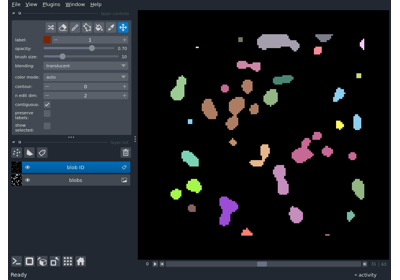 File View Plugins Window Help
label: 1
opacity: 0.70
brush size: 10
blending: translucent
color mode: auto
contour: 0
n edit dim: 2
contiguous:
preserve
labels:
show
selected:
blob ID
blobs
0
Ready
activity